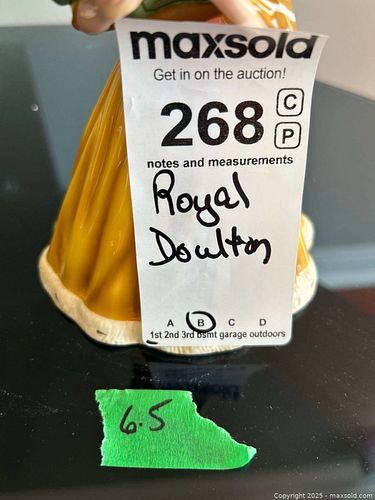 maxsold
Get in on the auction!
268 C
P
notes and measurements
Royal
Doulton
A B C D
1st 2nd 3rd bsmt garage outdoors
6.5
Copyright 2025 - maxsold.com